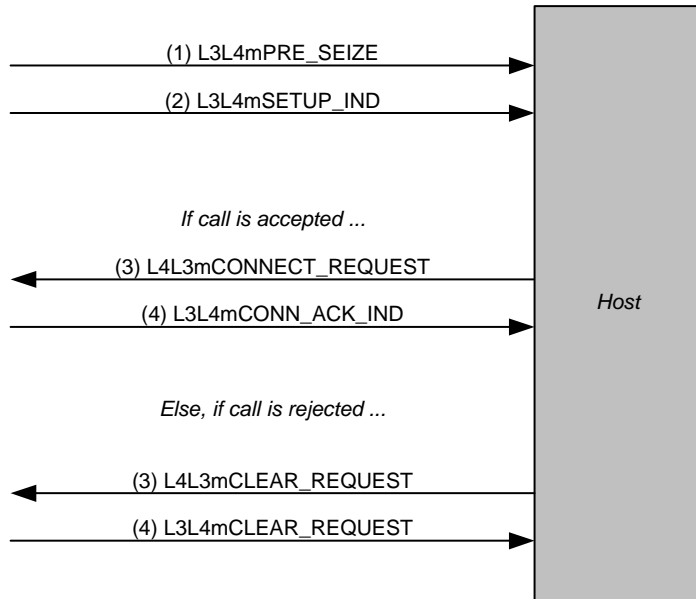 (1) L3L4mPRE_SEIZE
(2) L3L4mSETUP_IND
If call is accepted ...
(3) L4L3mCONNECT_REQUEST
Host
(4) L3L4mCONN_ACK_IND
Else, if call is rejected ...
(3) L4L3mCLEAR_REQUEST
(4) L3L4mCLEAR_REQUEST